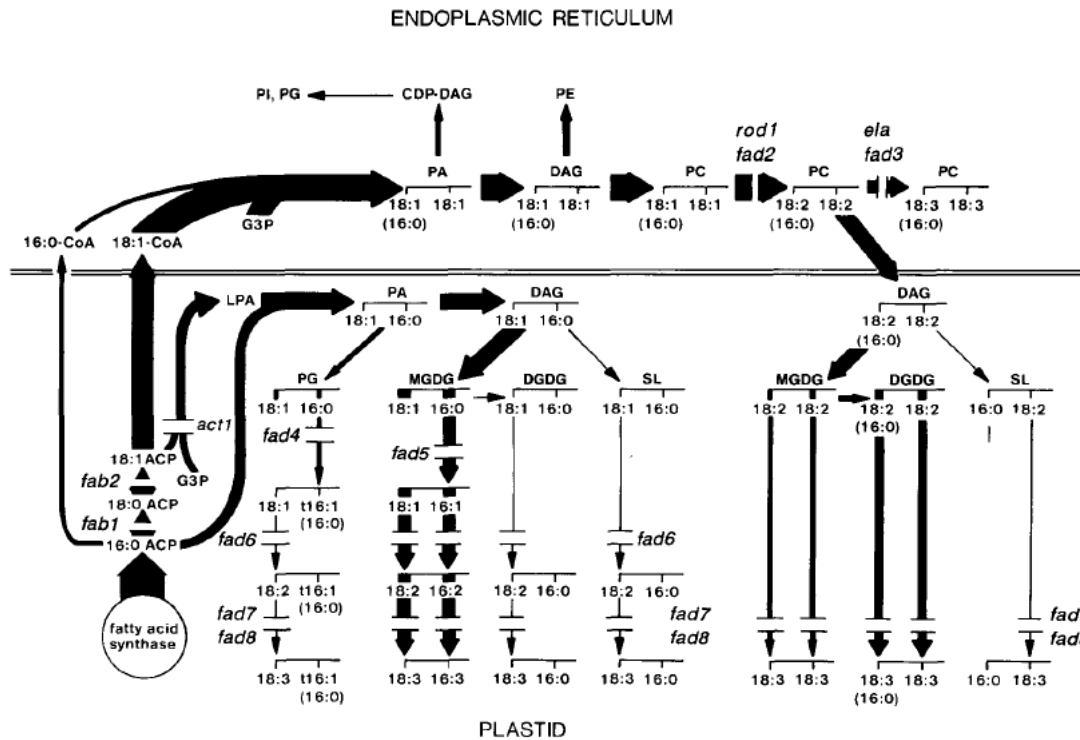 ENDOPLASMIC RETICULUM
PI, PG CDP-DAG PE
rod1 ela
fad2 fad3
PA DAG PC PC PC
18:1 18:1 18:1 18:1 18:1 18:1 18:2 18:2 18:3 18:3
(16:0) (16:0) (16:0) (16:0) (16:0)
G3P
16:0-CoA 18:1-CoA
LPA PA DAG DAG
18:1 16:0 18:1 16:0 18:2 18:2
(16:0)
PG MGDG DGDG SL MGDG DGDG SL
18:1 16:0 18:1 16:0 18:1 16:0 18:1 16:0 18:2 18:2 18:2 18:2 16:0 18:2
(16:0)
act1 fad4 fad5
18:1ACP
fab2 G3P
18:0 ACP 18:1 t16:1 18:1 16:1
(16:0)
fab1
16:0 ACP fad6 fad6
18:2 t16:1 18:2 16:2 18:2 16:0 18:2 16:0
(16:0)
fad7 fad7 fad
fad8 fad8 fad
fatty acid
synthase
18:3 t16:1 18:3 16:3 18:3 16:0 18:3 16:0 18:3 18:3 18:3 18:3 16:0 18:3
(16:0) (16:0)
PLASTID